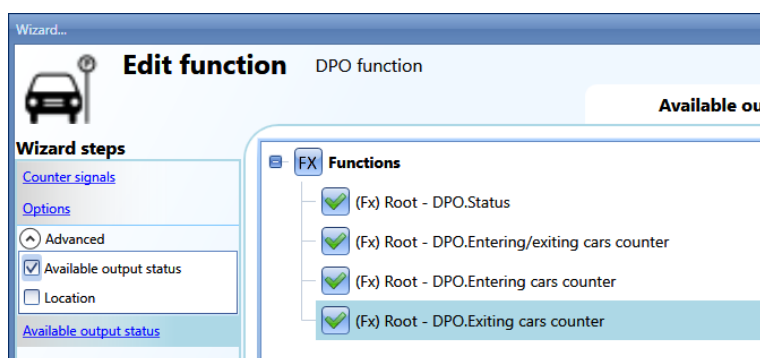 Wizard...
Edit function DPO function
Available ou
Wizard steps
Counter signals
Options
Advanced
Available output status
Location
Available output status
FX Functions
(Fx) Root - DPO.Status
(Fx) Root - DPO.Entering/exiting cars counter
(Fx) Root - DPO.Entering cars counter
(Fx) Root - DPO.Exiting cars counter